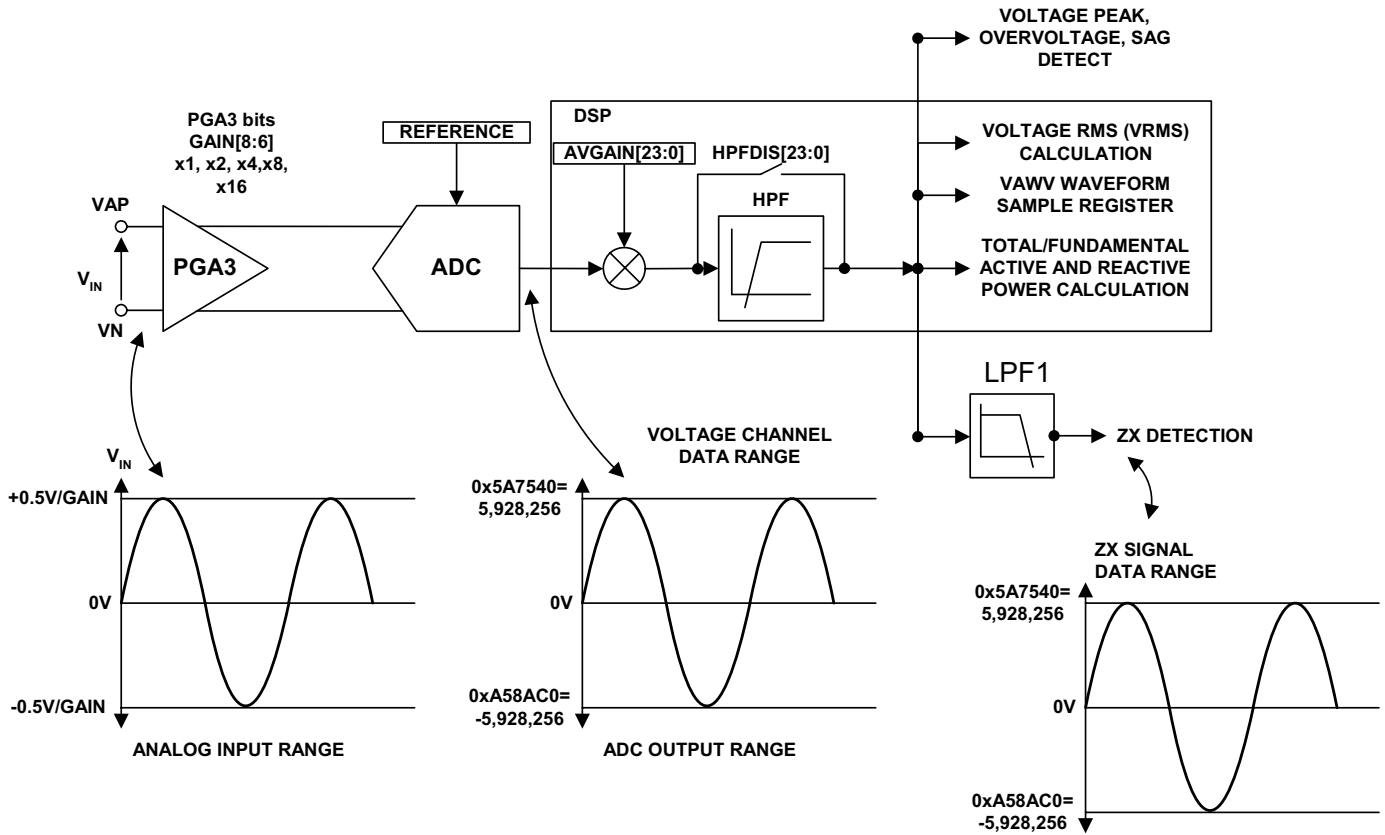 VOLTAGE PEAK,
OVERVOLTAGE, SAG
DETECT
PGA3 bits
GAIN[8:6]
x1, x2, x4,x8,
x16
REFERENCE
DSP
AVGAIN[23:0]
HPFDIS[23:0]
HPF
VOLTAGE RMS (VRMS)
CALCULATION
VAWV WAVEFORM
SAMPLE REGISTER
TOTAL/FUNDAMENTAL
ACTIVE AND REACTIVE
POWER CALCULATION
VAP
VIN
VN
PGA3
ADC
LPF1
ZX DETECTION
VIN
+0.5V/GAIN
0V
-0.5V/GAIN
ANALOG INPUT RANGE
VOLTAGE CHANNEL
DATA RANGE
0x5A7540=
5,928,256
0V
0xA58AC0=
-5,928,256
ADC OUTPUT RANGE
ZX SIGNAL
DATA RANGE
0x5A7540=
5,928,256
0V
0xA58AC0=
-5,928,256